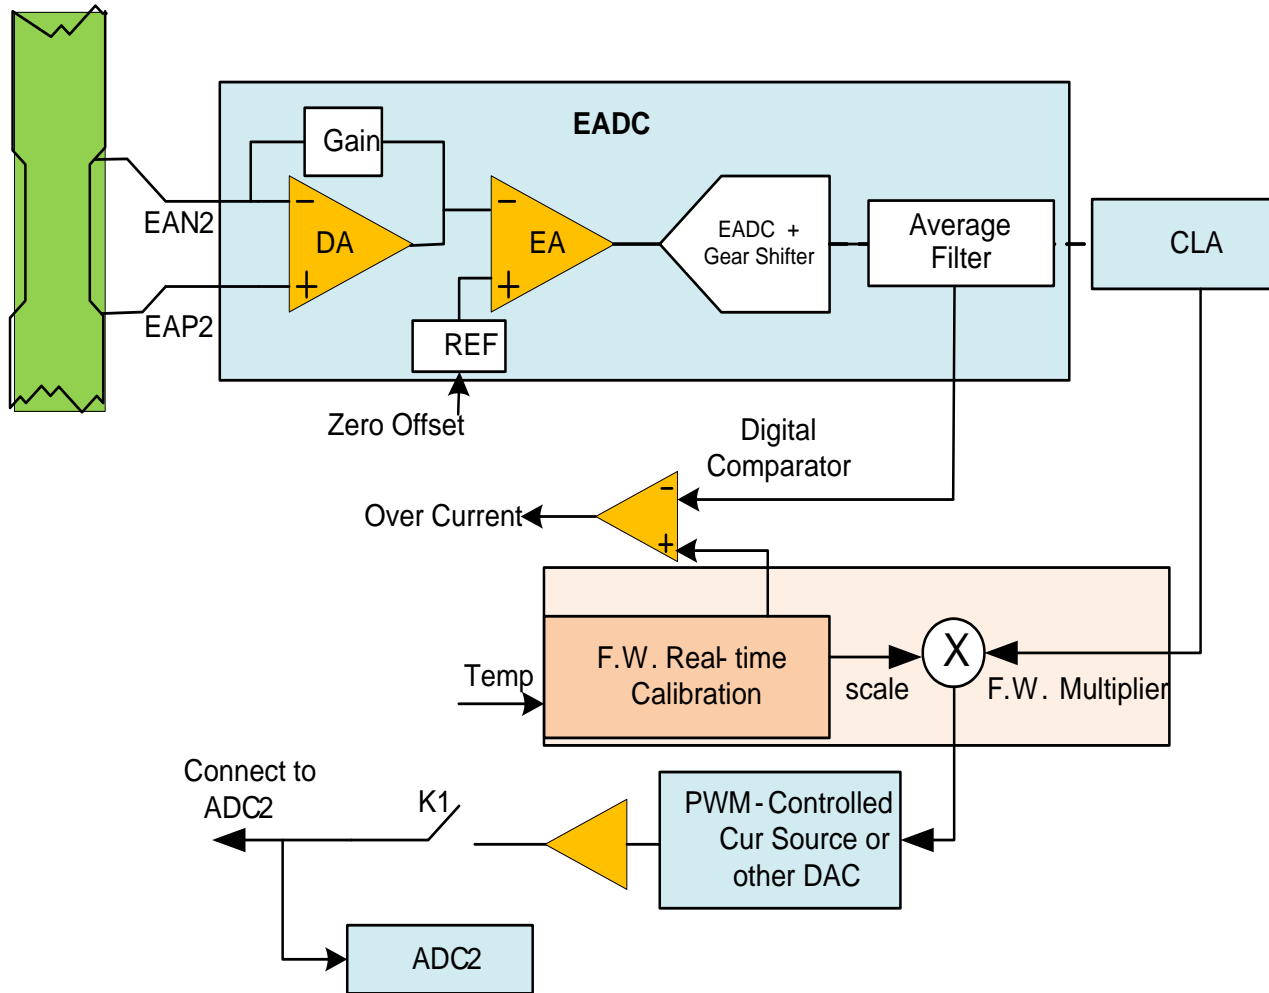 EADC
Gain
−
DA
+
EAN2
EAP2
−
EA
+
REF
Zero Offset
EADC +
Gear Shifter
Average
Filter
CLA
Digital
Comparator
−
+
Over Current
F.W. Real- time
Calibration
Temp
scale
X
F.W. Multiplier
Connect to
ADC2
K1
PWM - Controlled
Cur Source or
other DAC
ADC2